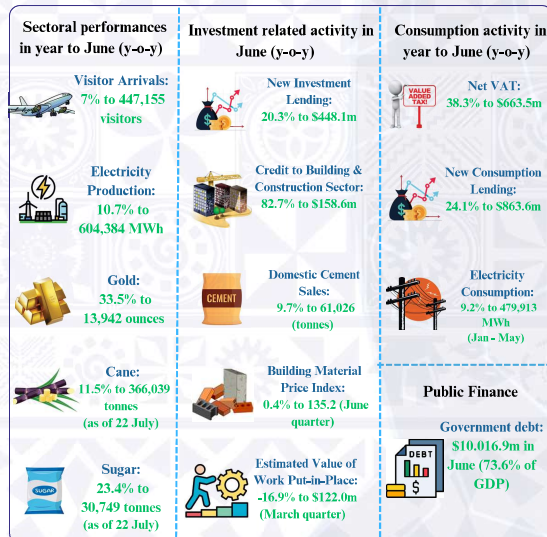 Sectoral performances
in year to June (y-o-y)
Visitor Arrivals:
7% to 447,155
visitors
Electricity
Production:
10.7% to
604,384 MWh
Gold:
33.5% to
13,942 ounces
Cane:
11.5% to 366,039
tonnes
(as of 22 July)
SUGAR
Sugar:
23.4% to
30,749 tonnes
(as of 22 July)
Investment related activity in
June (y-o-y)
New Investment
Lending:
20.3% to $448.1m
Credit to Building &
Construction Sector:
82.7% to $158.6m
CEMENT
Domestic Cement
Sales:
9.7% to 61,026
(tonnes)
Building Material
Price Index:
0.4% to 135.2 (June
quarter)
Estimated Value of
Work Put-in-Place:
-16.9% to $122.0m
(March quarter)
Consumption activity in
year to June (y-o-y)
VALUE
ADDED
TAX!
Net VAT:
38.3% to $663.5m
New Consumption
Lending:
24.1% to $863.6m
Electricity
Consumption:
9.2% to 479,913
MWh
(Jan - May)
Public Finance
DEBT
Government debt:
$10.016.9m in
June (73.6% of
GDP)